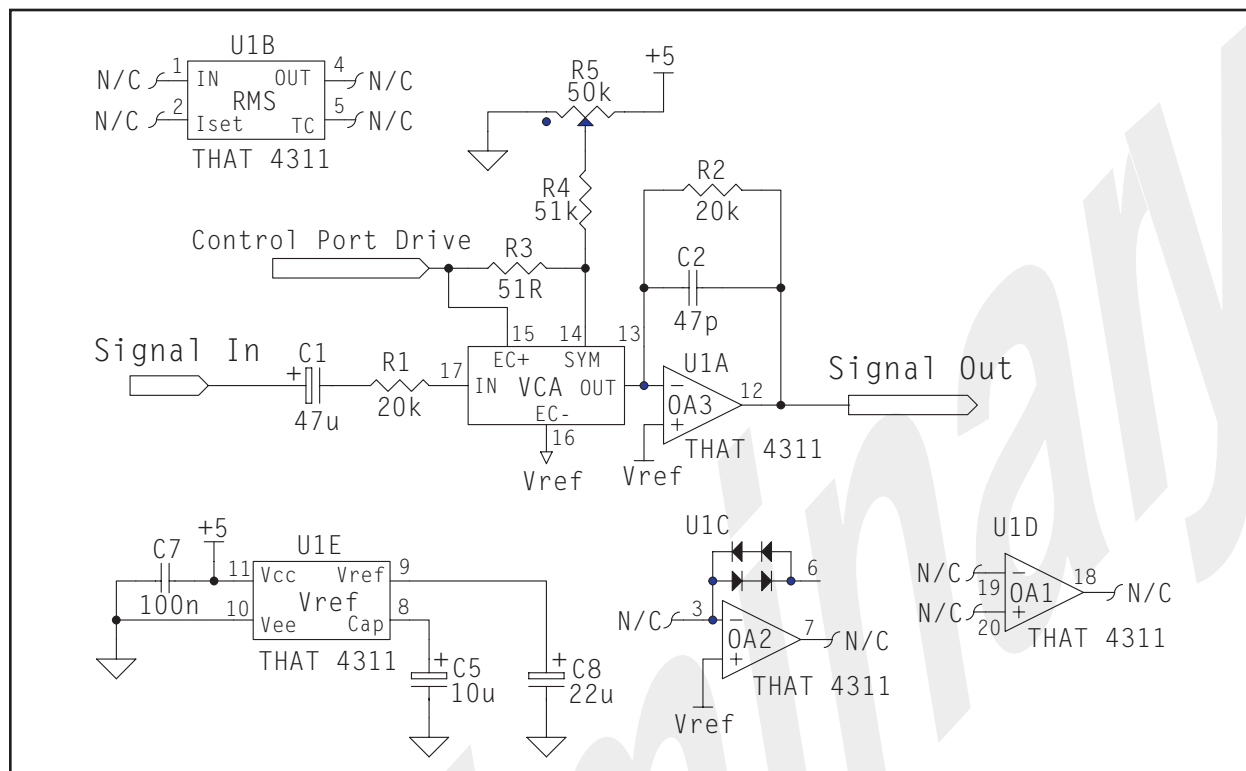 U1B
N/C 1 IN OUT 4 N/C
RMS
N/C 2 Iset TC 5 N/C
THAT 4311
R5
50k
+5
R4
51k
R2
20k
Control Port Drive
R3
51R
C2
47p
Signal In
C1
+
47u
R1
20k
15 14 13
EC+ SYM
17 IN VCA OUT
EC-
16
Vref
U1A
−
OA3
+
12
THAT 4311
Vref
Signal Out
+5
C7
100n
U1E
11 Vcc Vref 9
Vref
10 Vee Cap 8
THAT 4311
+
C5
10u
+
C8
22u
U1C
6
N/C 3 −
OA2
+
7 N/C
THAT 4311
Vref
U1D
N/C 19 −
OA1
N/C 20 +
18 N/C
THAT 4311